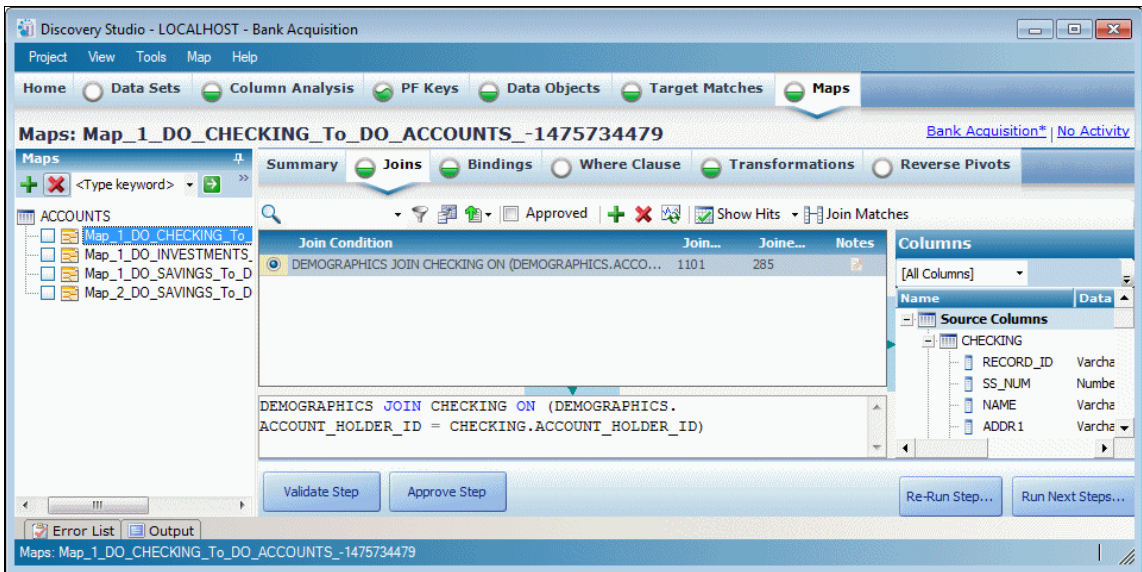 Discovery Studio - LOCALHOST - Bank Acquisition
Project View Tools Map Help
Home Data Sets Column Analysis PF Keys Data Objects Target Matches Maps
Maps: Map_1_DO_CHECKING_To_DO_ACCOUNTS_-1475734479
Bank Acquisition* | No Activity
Maps
<Type keyword>
ACCOUNTS
Map_1_DO_CHECKING_To_
Map_1_DO_INVESTMENTS_
Map_1_DO_SAVINGS_To_D
Map_2_DO_SAVINGS_To_D
Summary Joins Bindings Where Clause Transformations Reverse Pivots
Approved Show Hits Join Matches
Join Condition Join... Joine... Notes
DEMOGRAPHICS JOIN CHECKING ON (DEMOGRAPHICS.ACCO... 1101 285
DEMOGRAPHICS JOIN CHECKING ON (DEMOGRAPHICS.
ACCOUNT_HOLDER_ID = CHECKING.ACCOUNT_HOLDER_ID)
Columns
[All Columns]
Name Data
Source Columns
CHECKING
RECORD_ID Varcha
SS_NUM Numbe
NAME Varcha
ADDR1 Varcha
Validate Step Approve Step Re-Run Step... Run Next Steps...
Error List Output
Maps: Map_1_DO_CHECKING_To_DO_ACCOUNTS_-1475734479